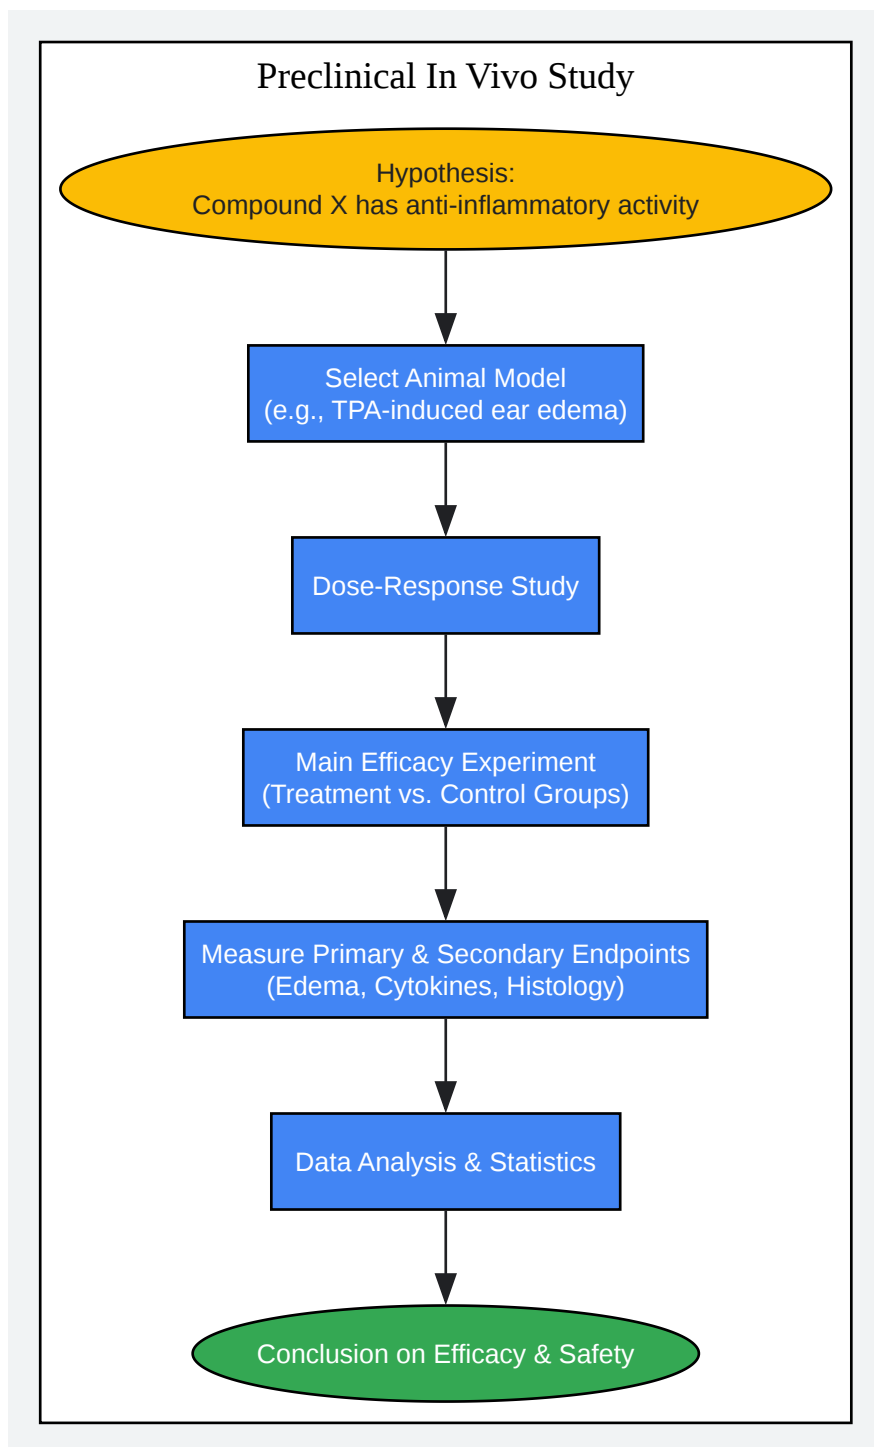 Preclinical In Vivo Study
Hypothesis:
Compound X has anti-inflammatory activity
Select Animal Model
(e.g., TPA-induced ear edema)
Dose-Response Study
Main Efficacy Experiment
(Treatment vs. Control Groups)
Measure Primary & Secondary Endpoints
(Edema, Cytokines, Histology)
Data Analysis & Statistics
Conclusion on Efficacy & Safety